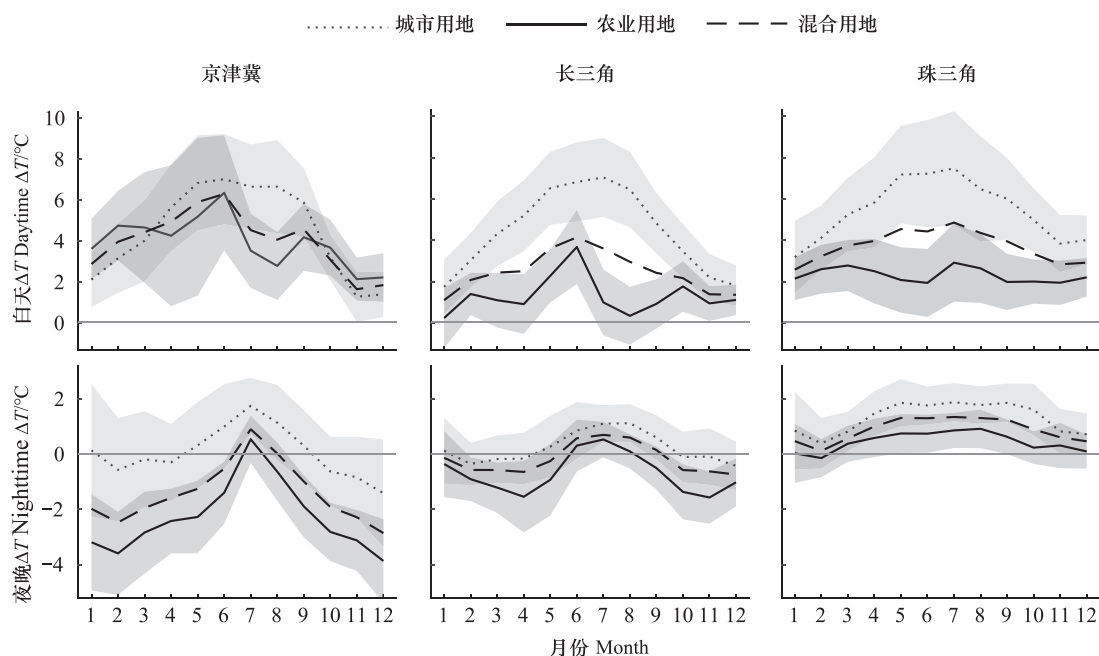 城市用地 农业用地 混合用地
京津冀 长三角 珠三角
白天ΔT Daytime ΔT/°C
10
8
6
4
2
0
夜晚ΔT Nighttime ΔT/°C
2
0
−2
−4
1 2 3 4 5 6 7 8 9 10 11 12 1 2 3 4 5 6 7 8 9 10 11 12 1 2 3 4 5 6 7 8 9 10 11 12
月份 Month